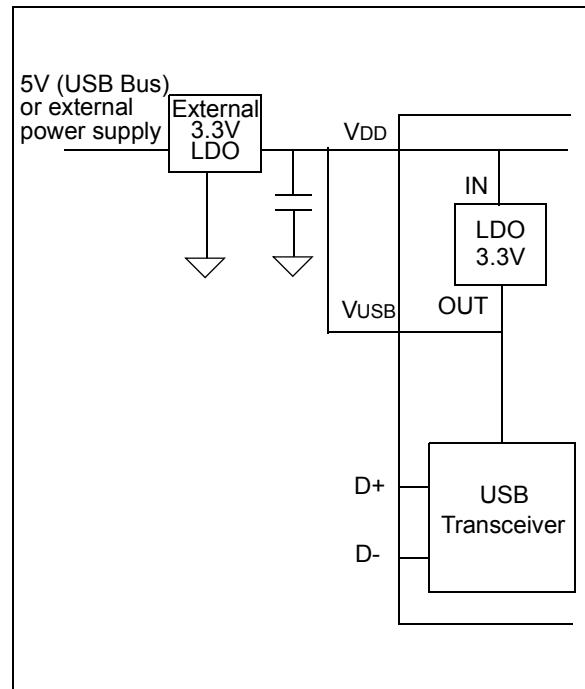 5V (USB Bus)
or external
power supply
External
3.3V
LDO
VDD
IN
LDO
3.3V
VUSB
OUT
D+
USB
Transceiver
D-